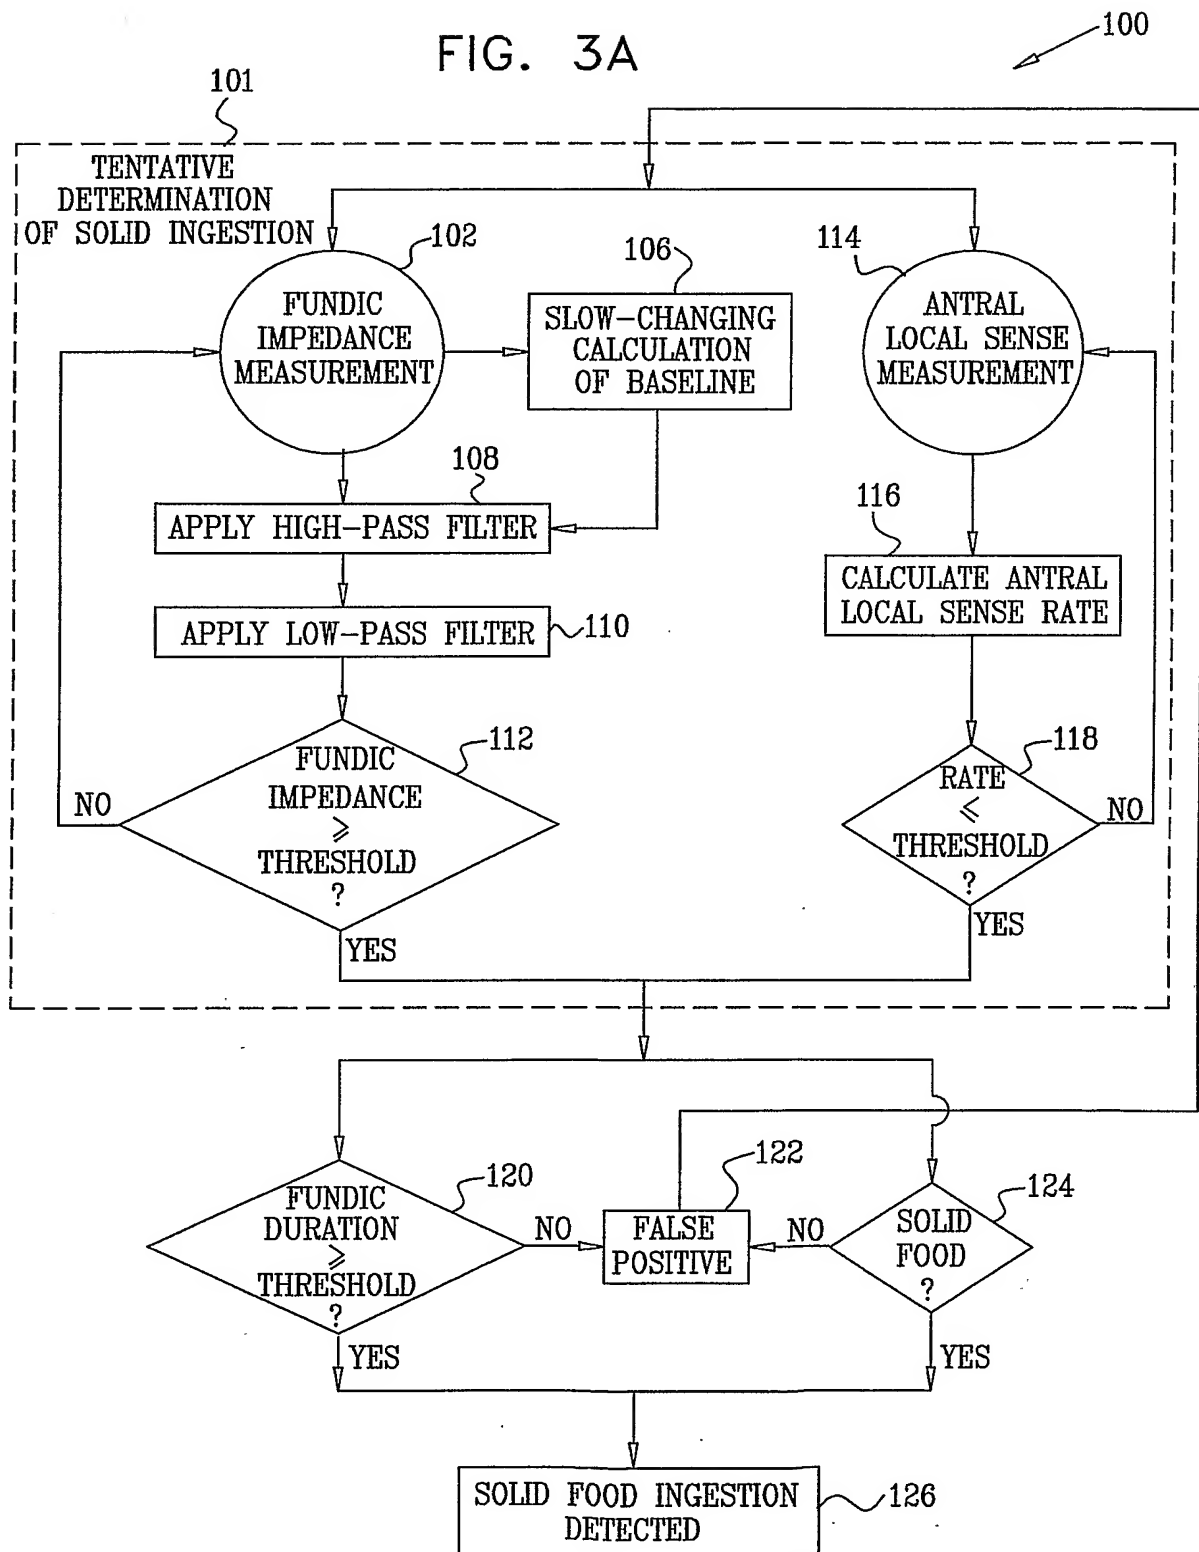 FIG. 3A
100
101
TENTATIVE
DETERMINATION
OF SOLID INGESTION
102
FUNDIC
IMPEDANCE
MEASUREMENT
106
SLOW-CHANGING
CALCULATION
OF BASELINE
114
ANTRAL
LOCAL SENSE
MEASUREMENT
108
APPLY HIGH-PASS FILTER
116
CALCULATE ANTRAL
LOCAL SENSE RATE
APPLY LOW-PASS FILTER
110
112
FUNDIC
IMPEDANCE
≥
THRESHOLD
?
NO
YES
118
RATE
≤
THRESHOLD
?
NO
YES
120
FUNDIC
DURATION
≥
THRESHOLD
?
NO
YES
122
FALSE
POSITIVE
124
SOLID
FOOD
?
NO
YES
SOLID FOOD INGESTION
DETECTED
126